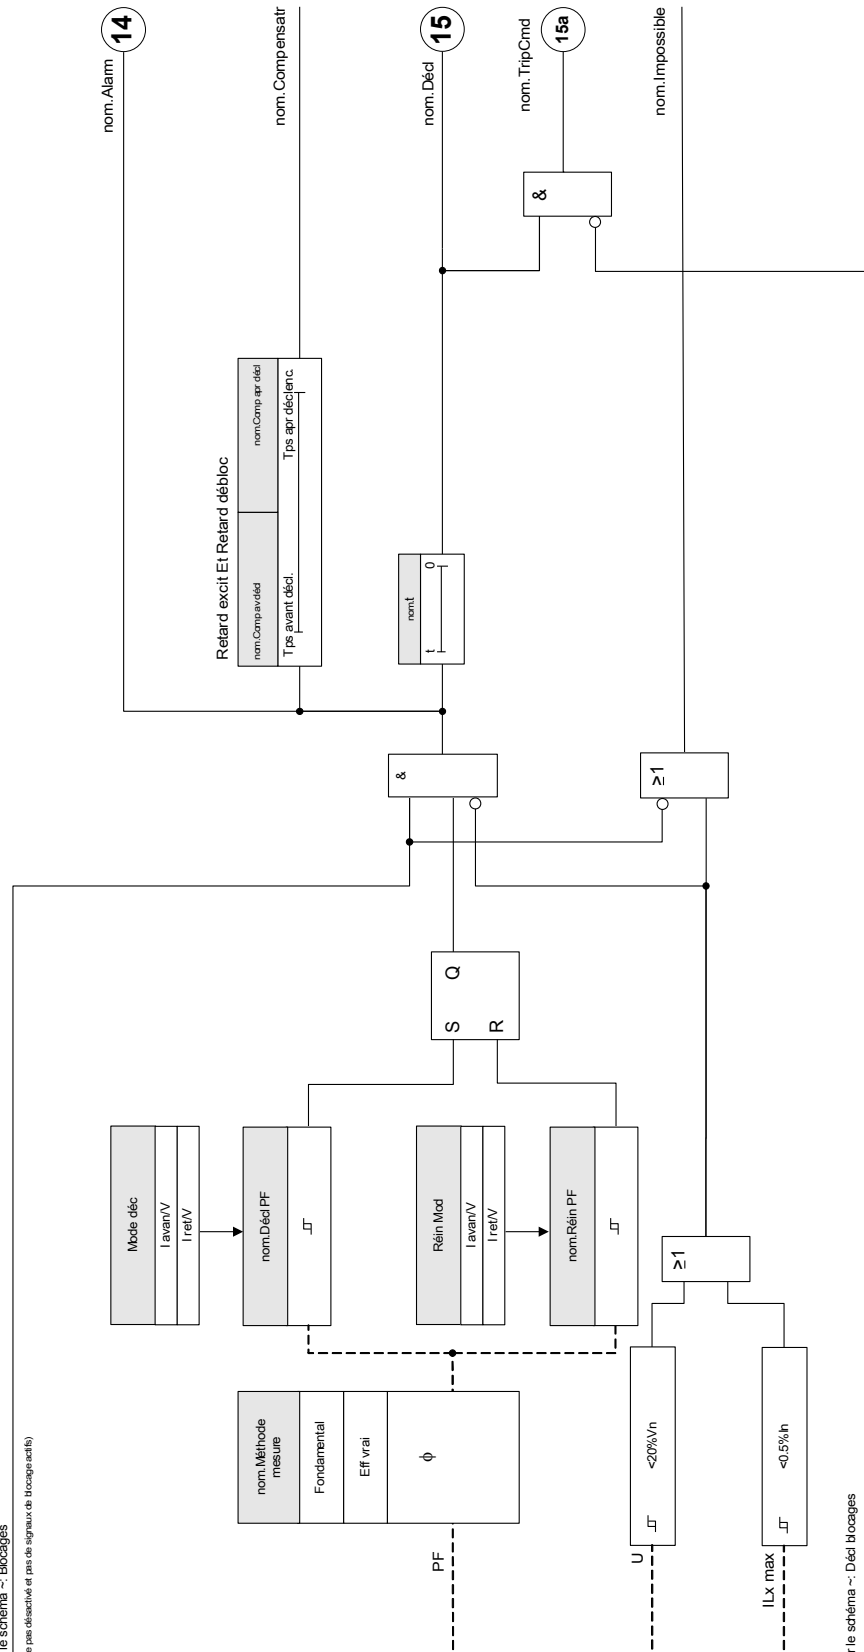 le schéma ~: Blocages
e pas désactivé et pas de signaux de blocage actifs)
PF
nom.Méthode
mesure
Fondamental
Eff vrai
ϕ
Mode déc
I avan/V
I ret/V
nom.Décl PF
Réin Mod
I avan/V
I ret/V
nom.Réin PF
S
R
Q
U
<20%Vn
ILx max
<0.5%In
≥1
&
≥1
Retard excit Et Retard débloc
nom.Comp av décl
nom.Comp apr décl
Tps avant décl.
Tps apr déclenc.
nom.t
t
0
&
nom.Alarm
14
nom.Compensatr
nom.Décl
15
nom.TripCmd
15a
nom.Impossible
r le schéma ~: Décl blocages